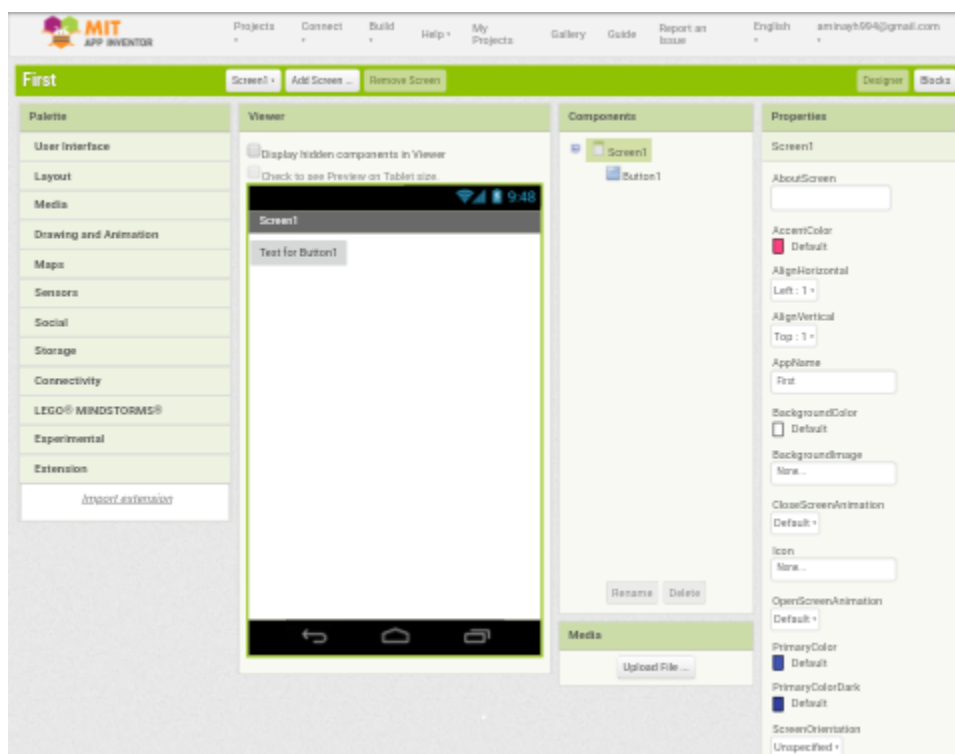 MIT
APP INVENTOR
Projects
Connect
Build
Help
My
Projects
Gallery
Guide
Report an
Issue
English
First
Screen1
Add Screen ...
Remove Screen
Designer
Blocks
Palette
User Interface
Layout
Media
Drawing and Animation
Maps
Sensors
Social
Storage
Connectivity
LEGO® MINDSTORMS®
Experimental
Extension
Import extension
Viewer
Display hidden components in Viewer
Check to see Preview on Tablet size.
9:48
Screen1
Text for Button1
Components
Screen1
Button1
Rename
Delete
Media
Upload File ...
Properties
Screen1
AboutScreen
AccentColor
Default
AlignHorizontal
Left : 1
AlignVertical
Top : 1
AppName
First
BackgroundColor
Default
BackgroundImage
None...
CloseScreenAnimation
Default
Icon
None...
OpenScreenAnimation
Default
PrimaryColor
Default
PrimaryColorDark
Default
ScreenOrientation
Unspecified